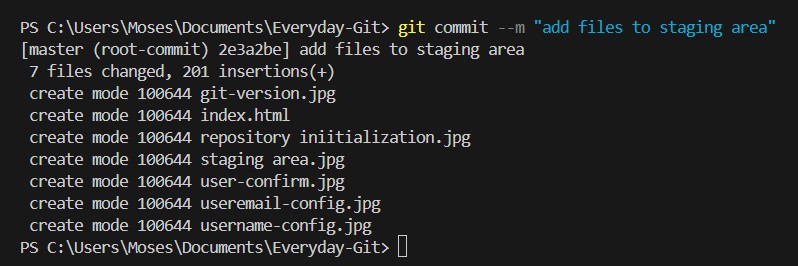 PS C:\Users\Moses\Documents\Everyday-Git> git commit --m "add files to staging area"
[master (root-commit) 2e3a2be] add files to staging area
 7 files changed, 201 insertions(+)
 create mode 100644 git-version.jpg
 create mode 100644 index.html
 create mode 100644 repository iniitialization.jpg
 create mode 100644 staging area.jpg
 create mode 100644 user-confirm.jpg
 create mode 100644 useremail-config.jpg
 create mode 100644 username-config.jpg
PS C:\Users\Moses\Documents\Everyday-Git>